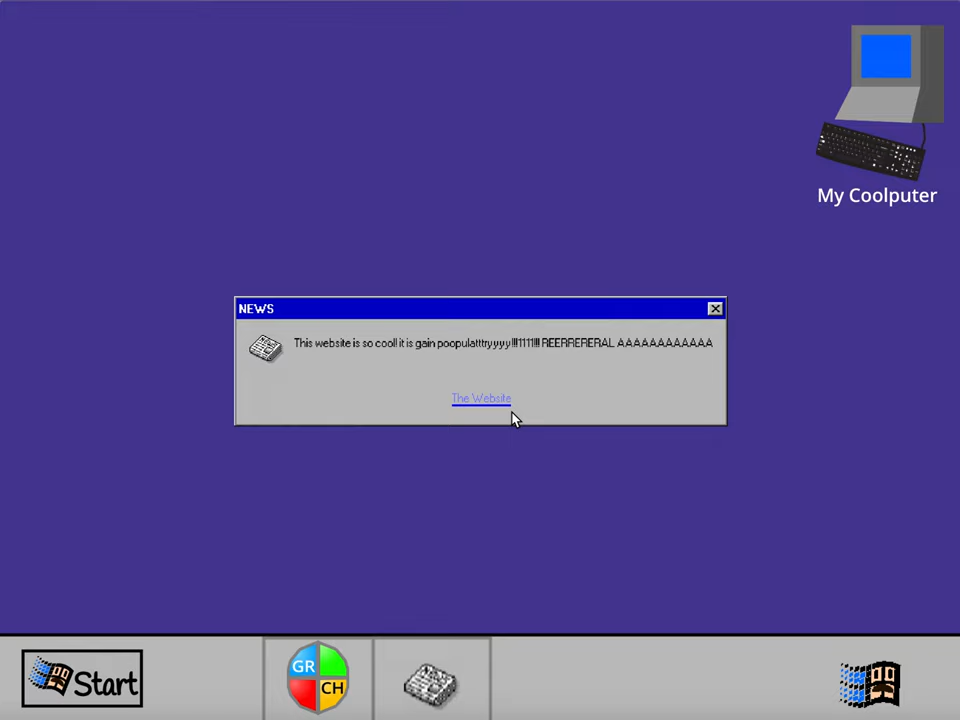 My Coolputer
NEWS
This website is so cool! it is gain poopulatttryyyy!!!1111!!! REERRERERAL AAAAAAAAAAAA
The Website
Start
GR
CH